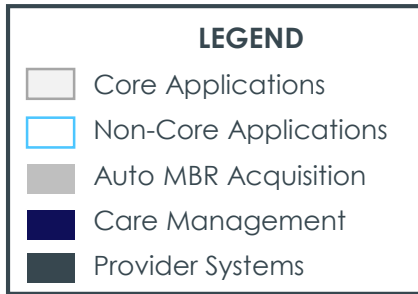 LEGEND
Core Applications
Non-Core Applications
Auto MBR Acquisition
Care Management
Provider Systems